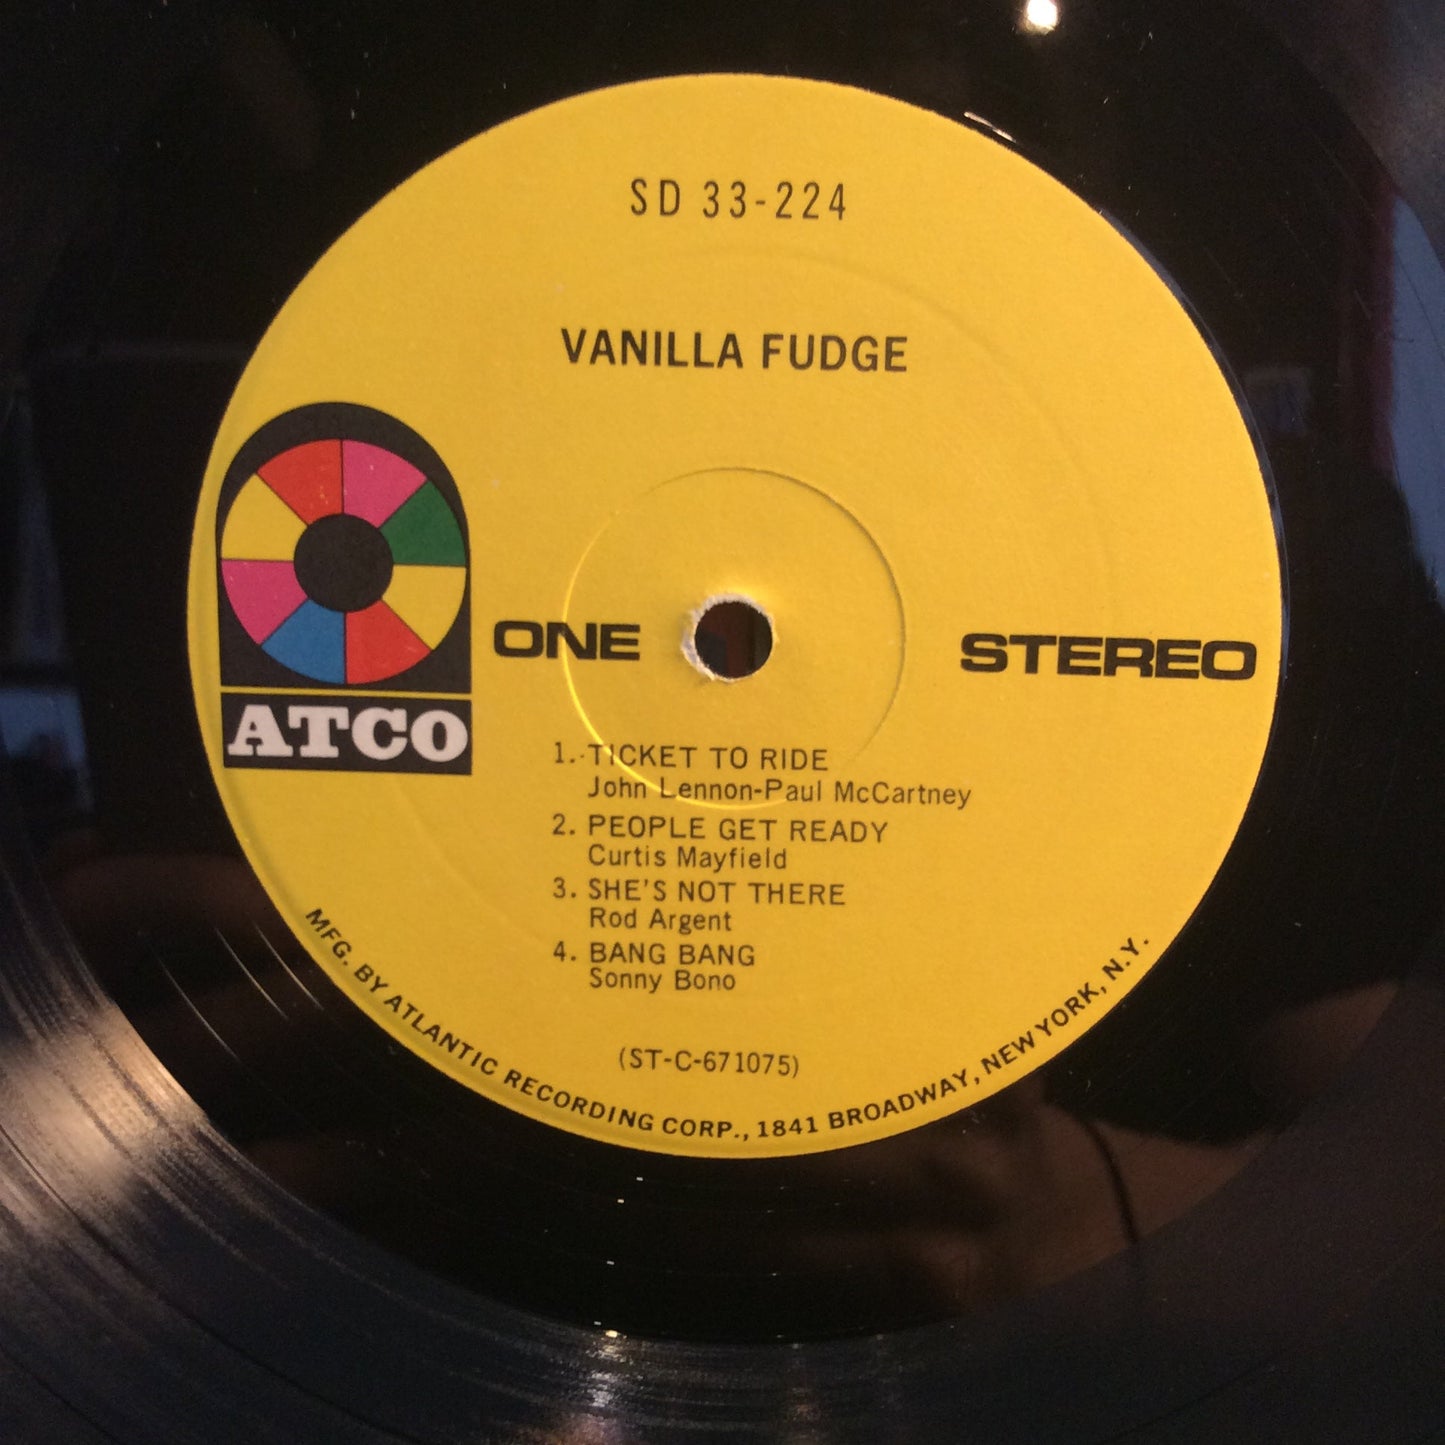 SD 33-224
VANILLA FUDGE
ATCO
ONE
STEREO
1. TICKET TO RIDE
John Lennon-Paul McCartney
2. PEOPLE GET READY
Curtis Mayfield
3. SHE'S NOT THERE
Rod Argent
4. BANG BANG
Sonny Bono
(ST-C-671075)
MFG. BY ATLANTIC RECORDING CORP., 1841 BROADWAY, NEW YORK, N.Y.